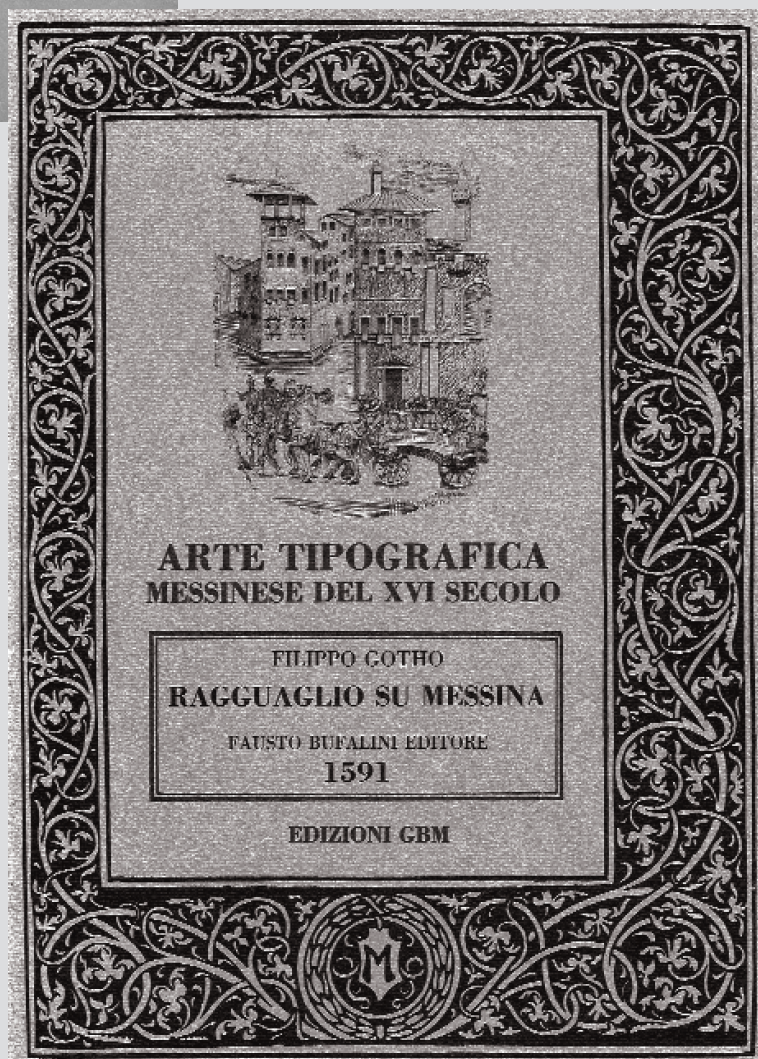 ARTE TIPOGRAFICA
MESSINESE DEL XVI SECOLO
FILIPPO GOTHO
RAGGUAGLIO SU MESSINA
FAUSTO BUFALINI EDITORE
1591
EDIZIONI GBM
M